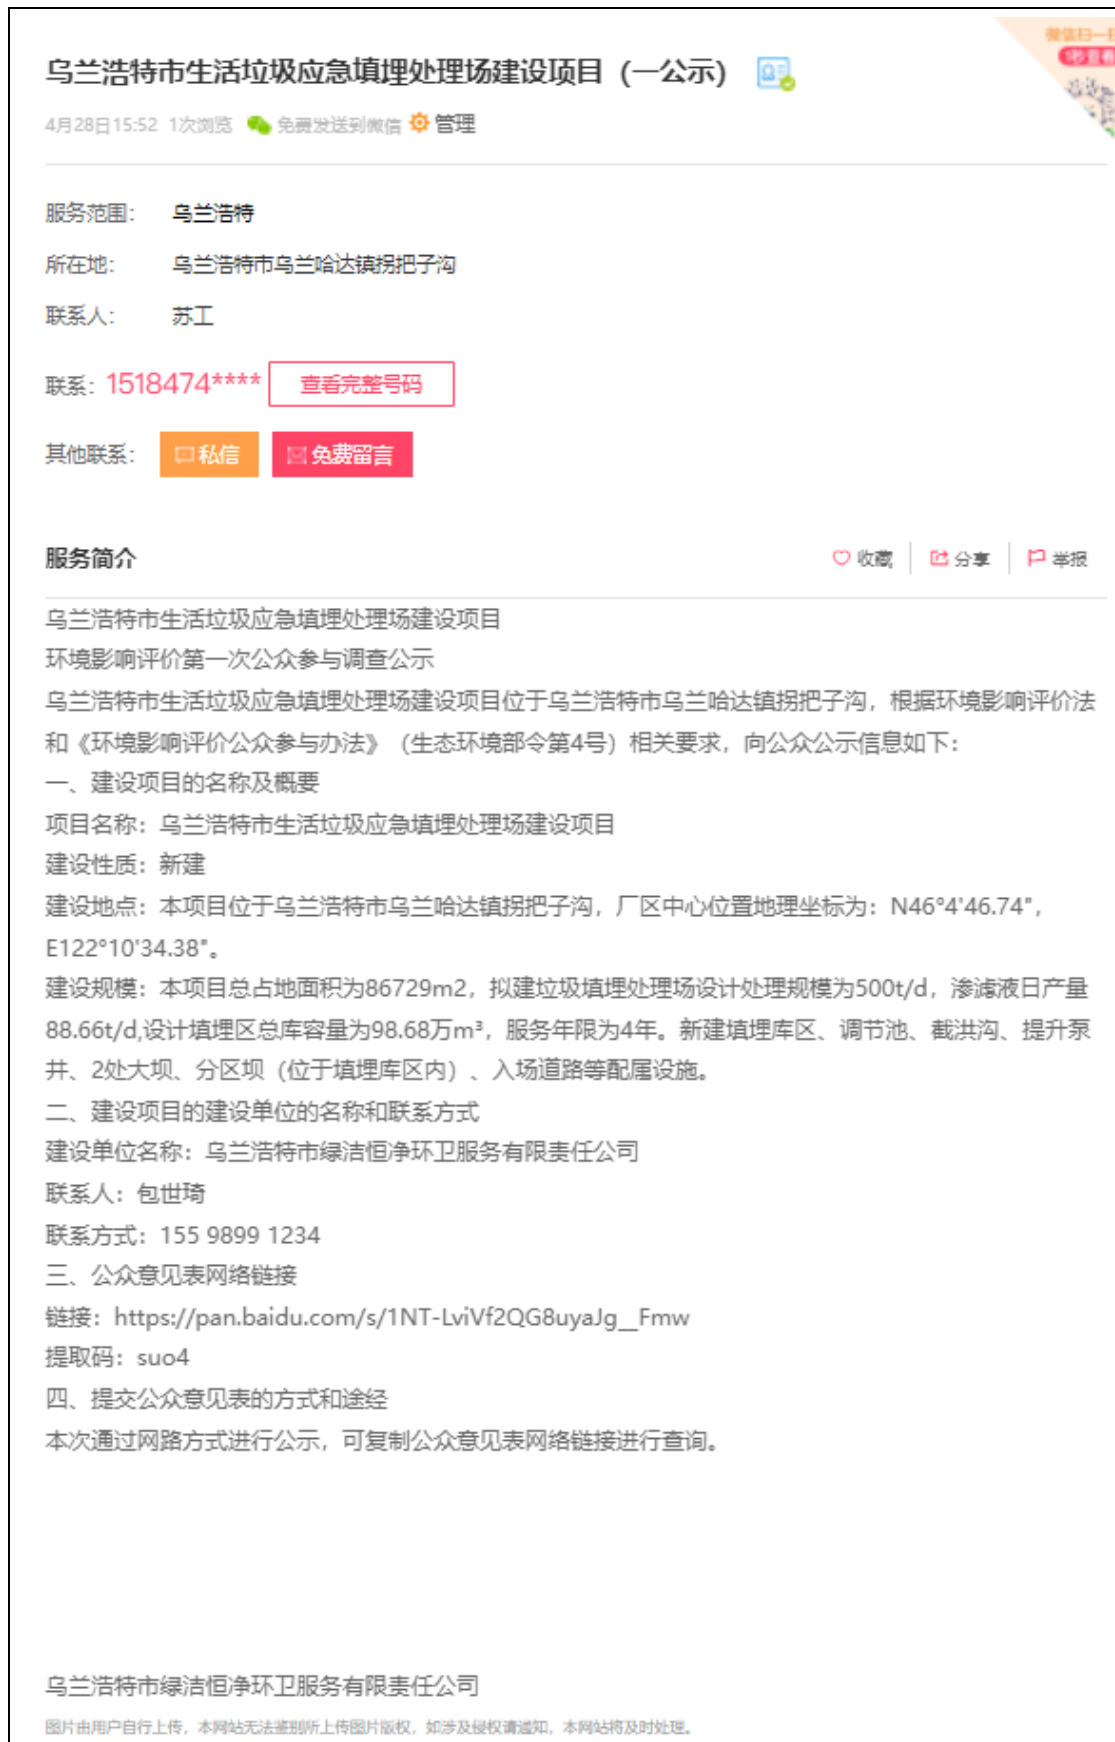 乌兰浩特市生活垃圾应急填埋处理场建设项目（一公示）
微信扫一扫
4月28日15:52 1次浏览 免费发送到微信 管理
服务范围： 乌兰浩特
所在地： 乌兰浩特市乌兰哈达镇拐把子沟
联系人： 苏工
联系：1518474**** 查看完整号码
其他联系： 私信 免费留言
服务简介 收藏 分享 举报
乌兰浩特市生活垃圾应急填埋处理场建设项目
环境影响评价第一次公众参与调查公示
乌兰浩特市生活垃圾应急填埋处理场建设项目位于乌兰浩特市乌兰哈达镇拐把子沟，根据环境影响评价法
和《环境影响评价公众参与办法》（生态环境部令第4号）相关要求，向公众公示信息如下：
一、建设项目的名称及概要
项目名称：乌兰浩特市生活垃圾应急填埋处理场建设项目
建设性质：新建
建设地点：本项目位于乌兰浩特市乌兰哈达镇拐把子沟，厂区中心位置地理坐标为：N46°4'46.74"，
E122°10'34.38"。
建设规模：本项目总占地面积为86729m2，拟建垃圾填埋处理场设计处理规模为500t/d，渗滤液日产量
88.66t/d,设计填埋区总库容量为98.68万m³，服务年限为4年。新建填埋库区、调节池、截洪沟、提升泵
井、2处大坝、分区坝（位于填埋库区内）、入场道路等配属设施。
二、建设项目的建设单位的名称和联系方式
建设单位名称：乌兰浩特市绿洁恒净环卫服务有限责任公司
联系人：包世琦
联系方式：155 9899 1234
三、公众意见表网络链接
链接：https://pan.baidu.com/s/1NT-LviVf2QG8uyaJg__Fmw
提取码：suo4
四、提交公众意见表的方式和途经
本次通过网路方式进行公示，可复制公众意见表网络链接进行查询。
乌兰浩特市绿洁恒净环卫服务有限责任公司
图片由用户自行上传，本网站无法鉴别所上传图片版权，如涉及侵权请通知，本网站将及时处理。